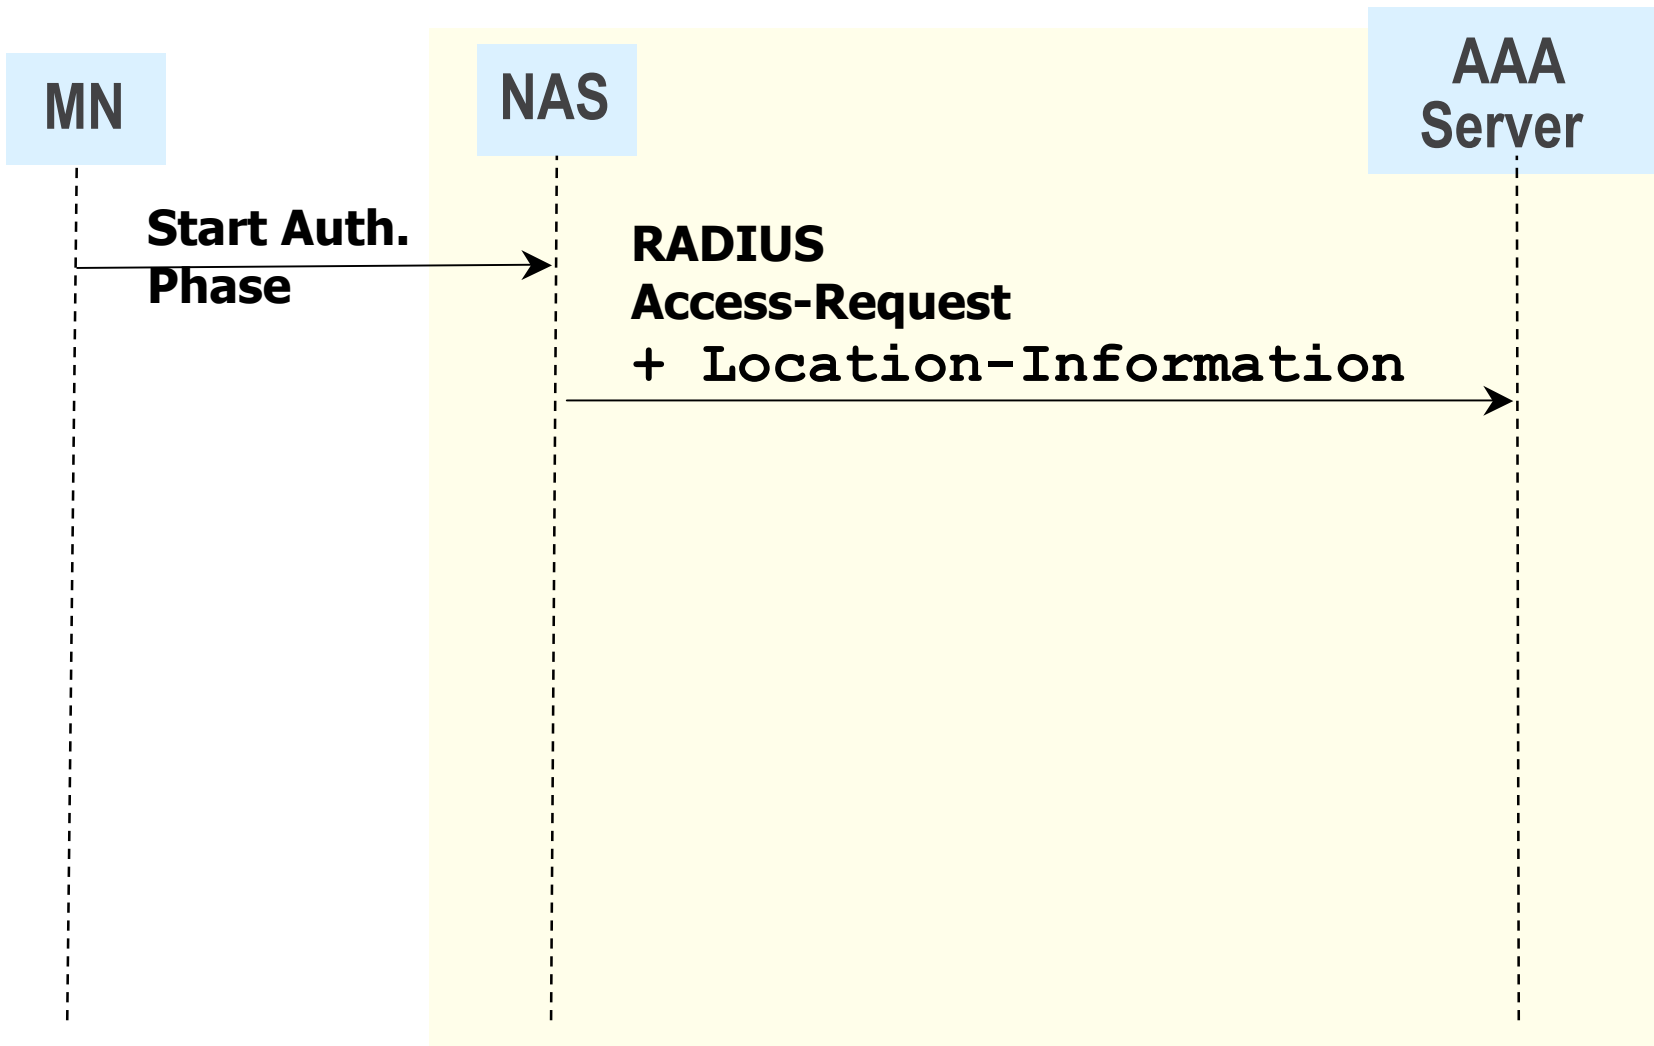 MN
NAS
AAA
Server
Start Auth.
Phase
RADIUS
Access-Request
+ Location-Information